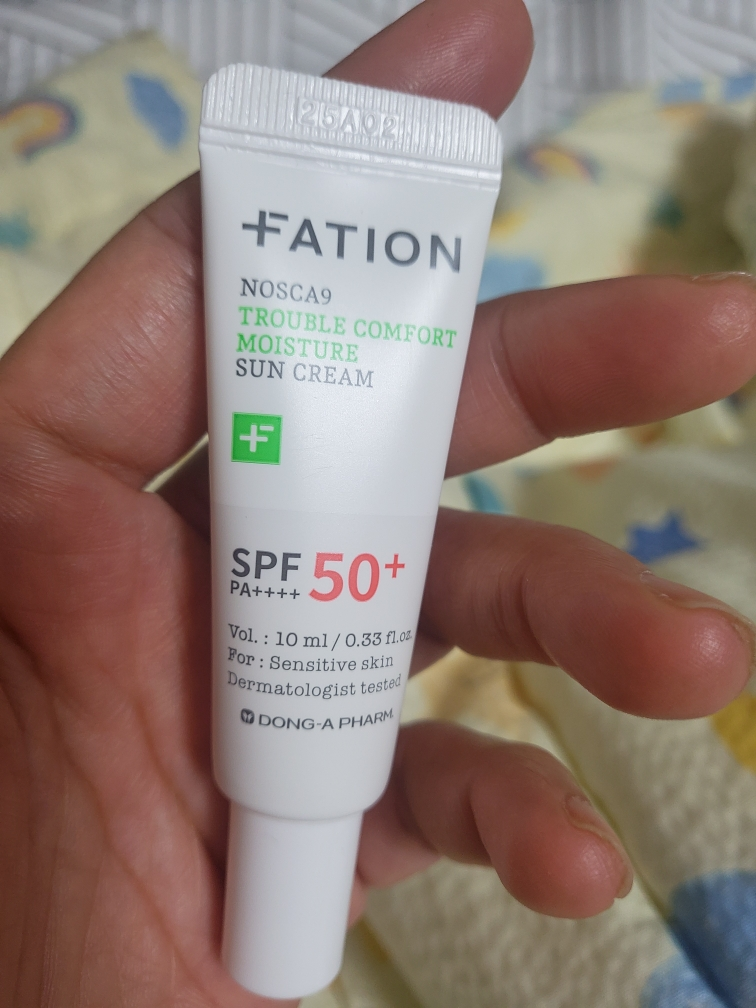 25A02
FATION
NOSCA9
TROUBLE COMFORT
MOISTURE
SUN CREAM
SPF 50+
PA++++
Vol. : 10 ml / 0.33 fl.oz.
For : Sensitive skin
Dermatologist tested
DONG-A PHARM.